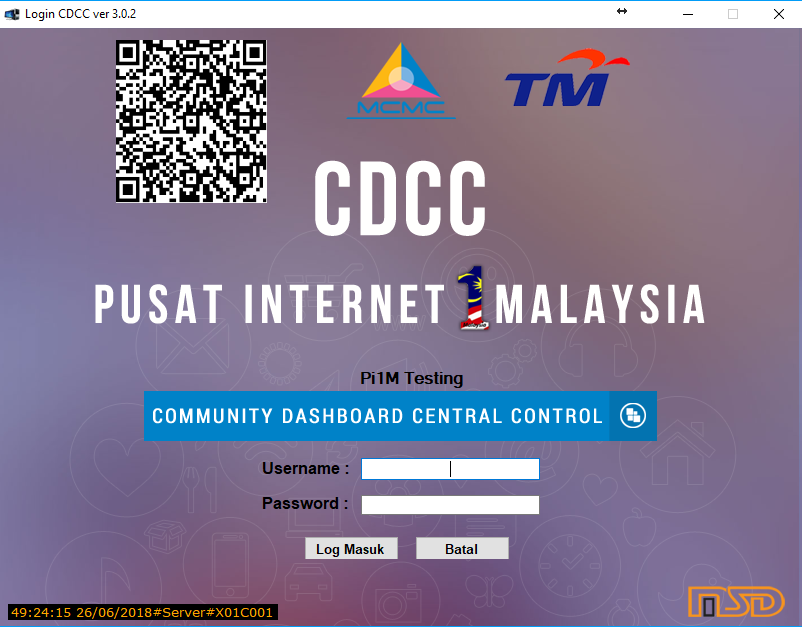 Login CDCC ver 3.0.2
MCMC
TM
CDCC
PUSAT INTERNET 1 MALAYSIA
Pi1M Testing
COMMUNITY DASHBOARD CENTRAL CONTROL
Username :
Password :
Log Masuk
Batal
49:24:15 26/06/2018#Server#X01C001
NSD